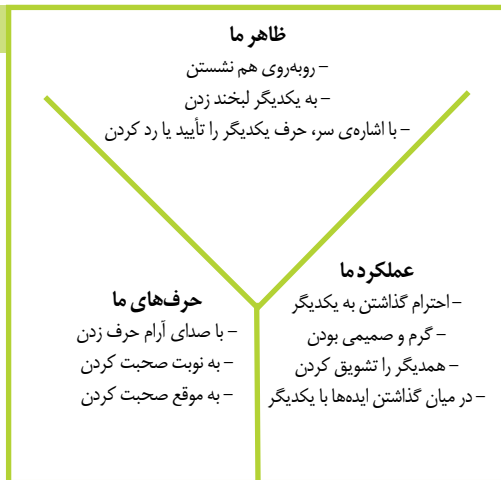 ظاهر ما
– روبه‌روی هم نشستن
– به یکدیگر لبخند زدن
– با اشاره‌ی سر، حرف یکدیگر را تأیید یا رد کردن
عملکرد ما
– احترام گذاشتن به یکدیگر
– گرم و صمیمی بودن
– همدیگر را تشویق کردن
– در میان گذاشتن ایده‌ها با یکدیگر
حرف‌های ما
– با صدای آرام حرف زدن
– به نوبت صحبت کردن
– به موقع صحبت کردن